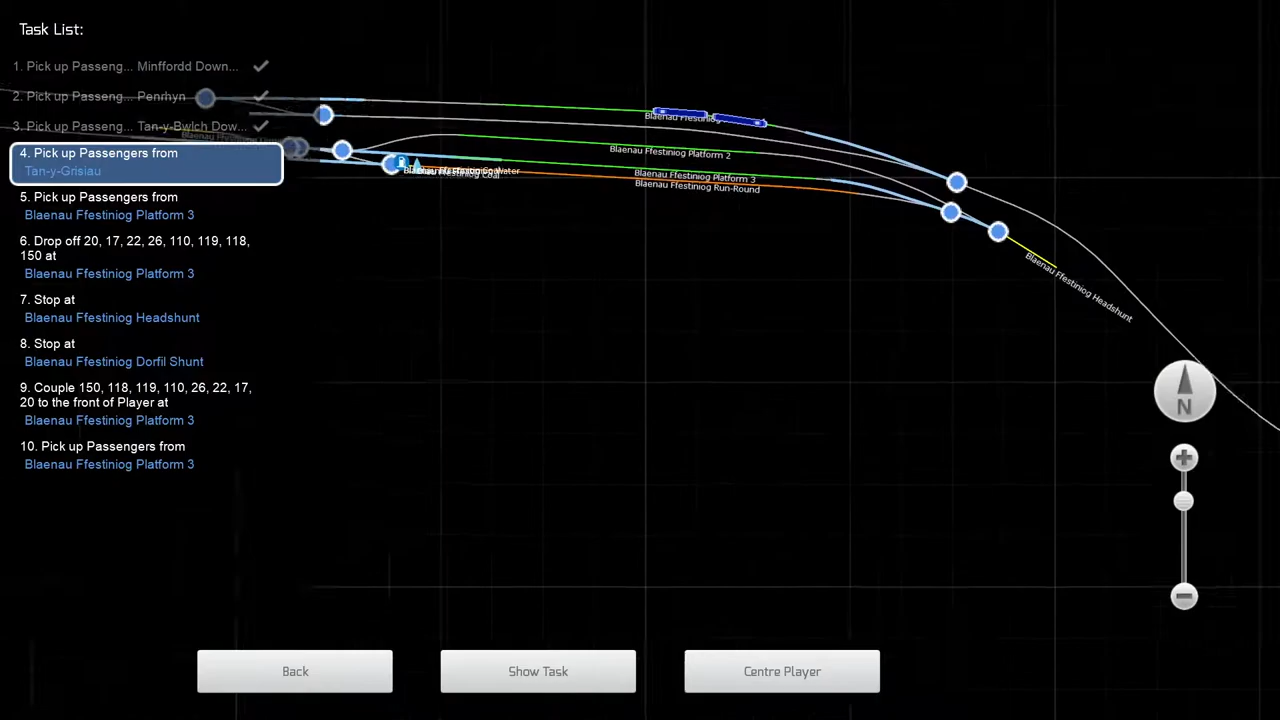 Task List:
1. Pick up Passeng... Minffordd Down...
2. Pick up Passeng... Penrhyn
3. Pick up Passeng... Tan-y-Bwlch Dow...
4. Pick up Passengers from
Tan-y-Grisiau
5. Pick up Passengers from
Blaenau Ffestiniog Platform 3
6. Drop off 20, 17, 22, 26, 110, 119, 118,
150 at
Blaenau Ffestiniog Platform 3
7. Stop at
Blaenau Ffestiniog Headshunt
8. Stop at
Blaenau Ffestiniog Dorfil Shunt
9. Couple 150, 118, 119, 110, 26, 22, 17,
20 to the front of Player at
Blaenau Ffestiniog Platform 3
10. Pick up Passengers from
Blaenau Ffestiniog Platform 3
Blaenau Ffestiniog
Blaenau Ffestiniog Platform 2
Blaenau Ffestiniog Platform 3
Blaenau Ffestiniog Run-Round
Blaenau Ffestiniog Headshunt
N
Back
Show Task
Centre Player